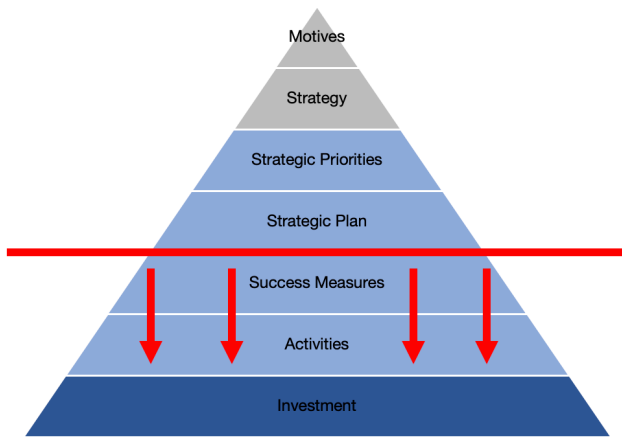 Motives
Strategy
Strategic Priorities
Strategic Plan
Success Measures
Activities
Investment